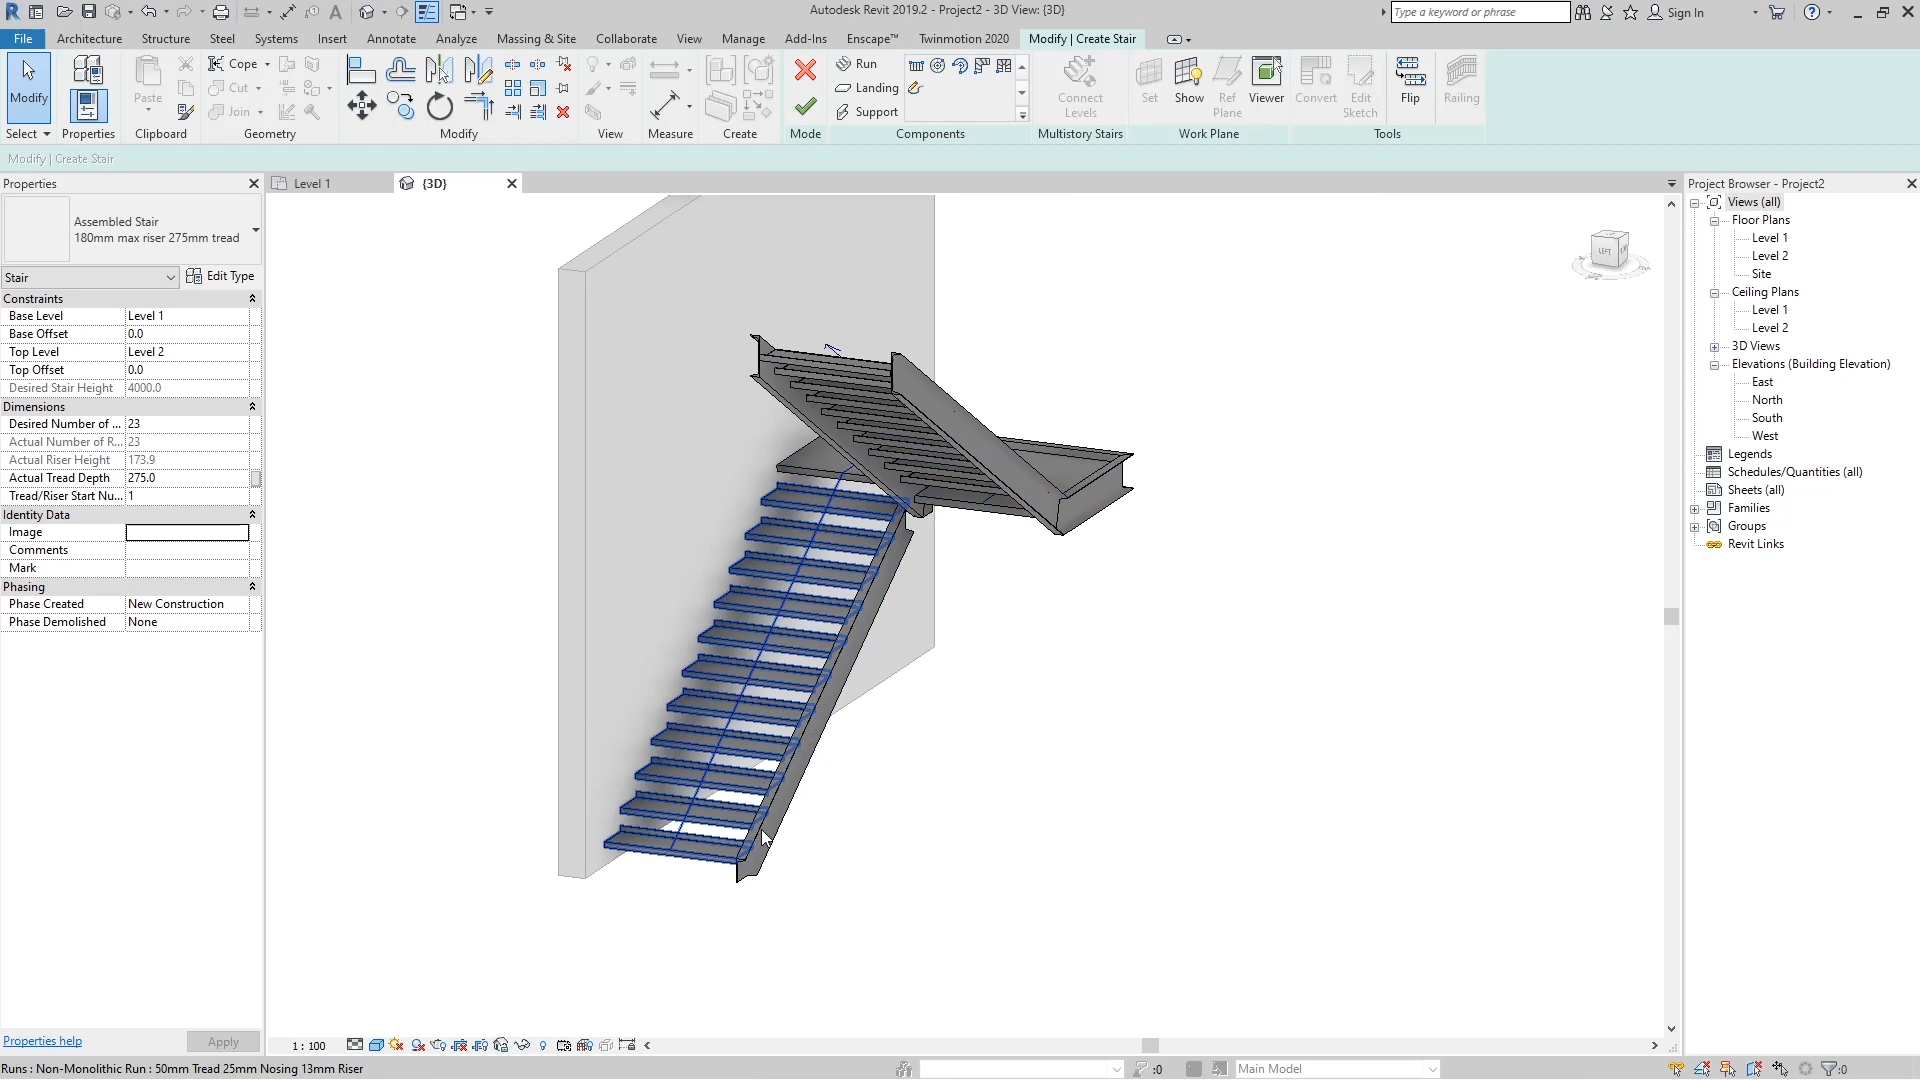 Autodesk Revit 2019.2 - Project2 - 3D View: {3D}
Type a keyword or phrase
Sign In
File
Architecture
Structure
Steel
Systems
Insert
Annotate
Analyze
Massing & Site
Collaborate
View
Manage
Add-Ins
Enscape™
Twinmotion 2020
Modify | Create Stair
Modify
Paste
Cope
Cut
Join
Run
Landing
Support
Connect
Levels
Set
Show
Ref
Plane
Viewer
Convert
Edit
Sketch
Flip
Railing
Select
Properties
Clipboard
Geometry
Modify
View
Measure
Create
Mode
Components
Multistory Stairs
Work Plane
Tools
Modify | Create Stair
Properties
Level 1
{3D}
Project Browser - Project2
Assembled Stair
180mm max riser 275mm tread
Stair
Edit Type
Constraints
Base Level Level 1
Base Offset 0.0
Top Level Level 2
Top Offset 0.0
Desired Stair Height 4000.0
Dimensions
Desired Number of ... 23
Actual Number of R... 23
Actual Riser Height 173.9
Actual Tread Depth 275.0
Tread/Riser Start Nu... 1
Identity Data
Image
Comments
Mark
Phasing
Phase Created New Construction
Phase Demolished None
LEFT
Views (all)
Floor Plans
Level 1
Level 2
Site
Ceiling Plans
Level 1
Level 2
3D Views
Elevations (Building Elevation)
East
North
South
West
Legends
Schedules/Quantities (all)
Sheets (all)
Families
Groups
Revit Links
Properties help
Apply
1 : 100
Runs : Non-Monolithic Run : 50mm Tread 25mm Nosing 13mm Riser
:0
Main Model
:0